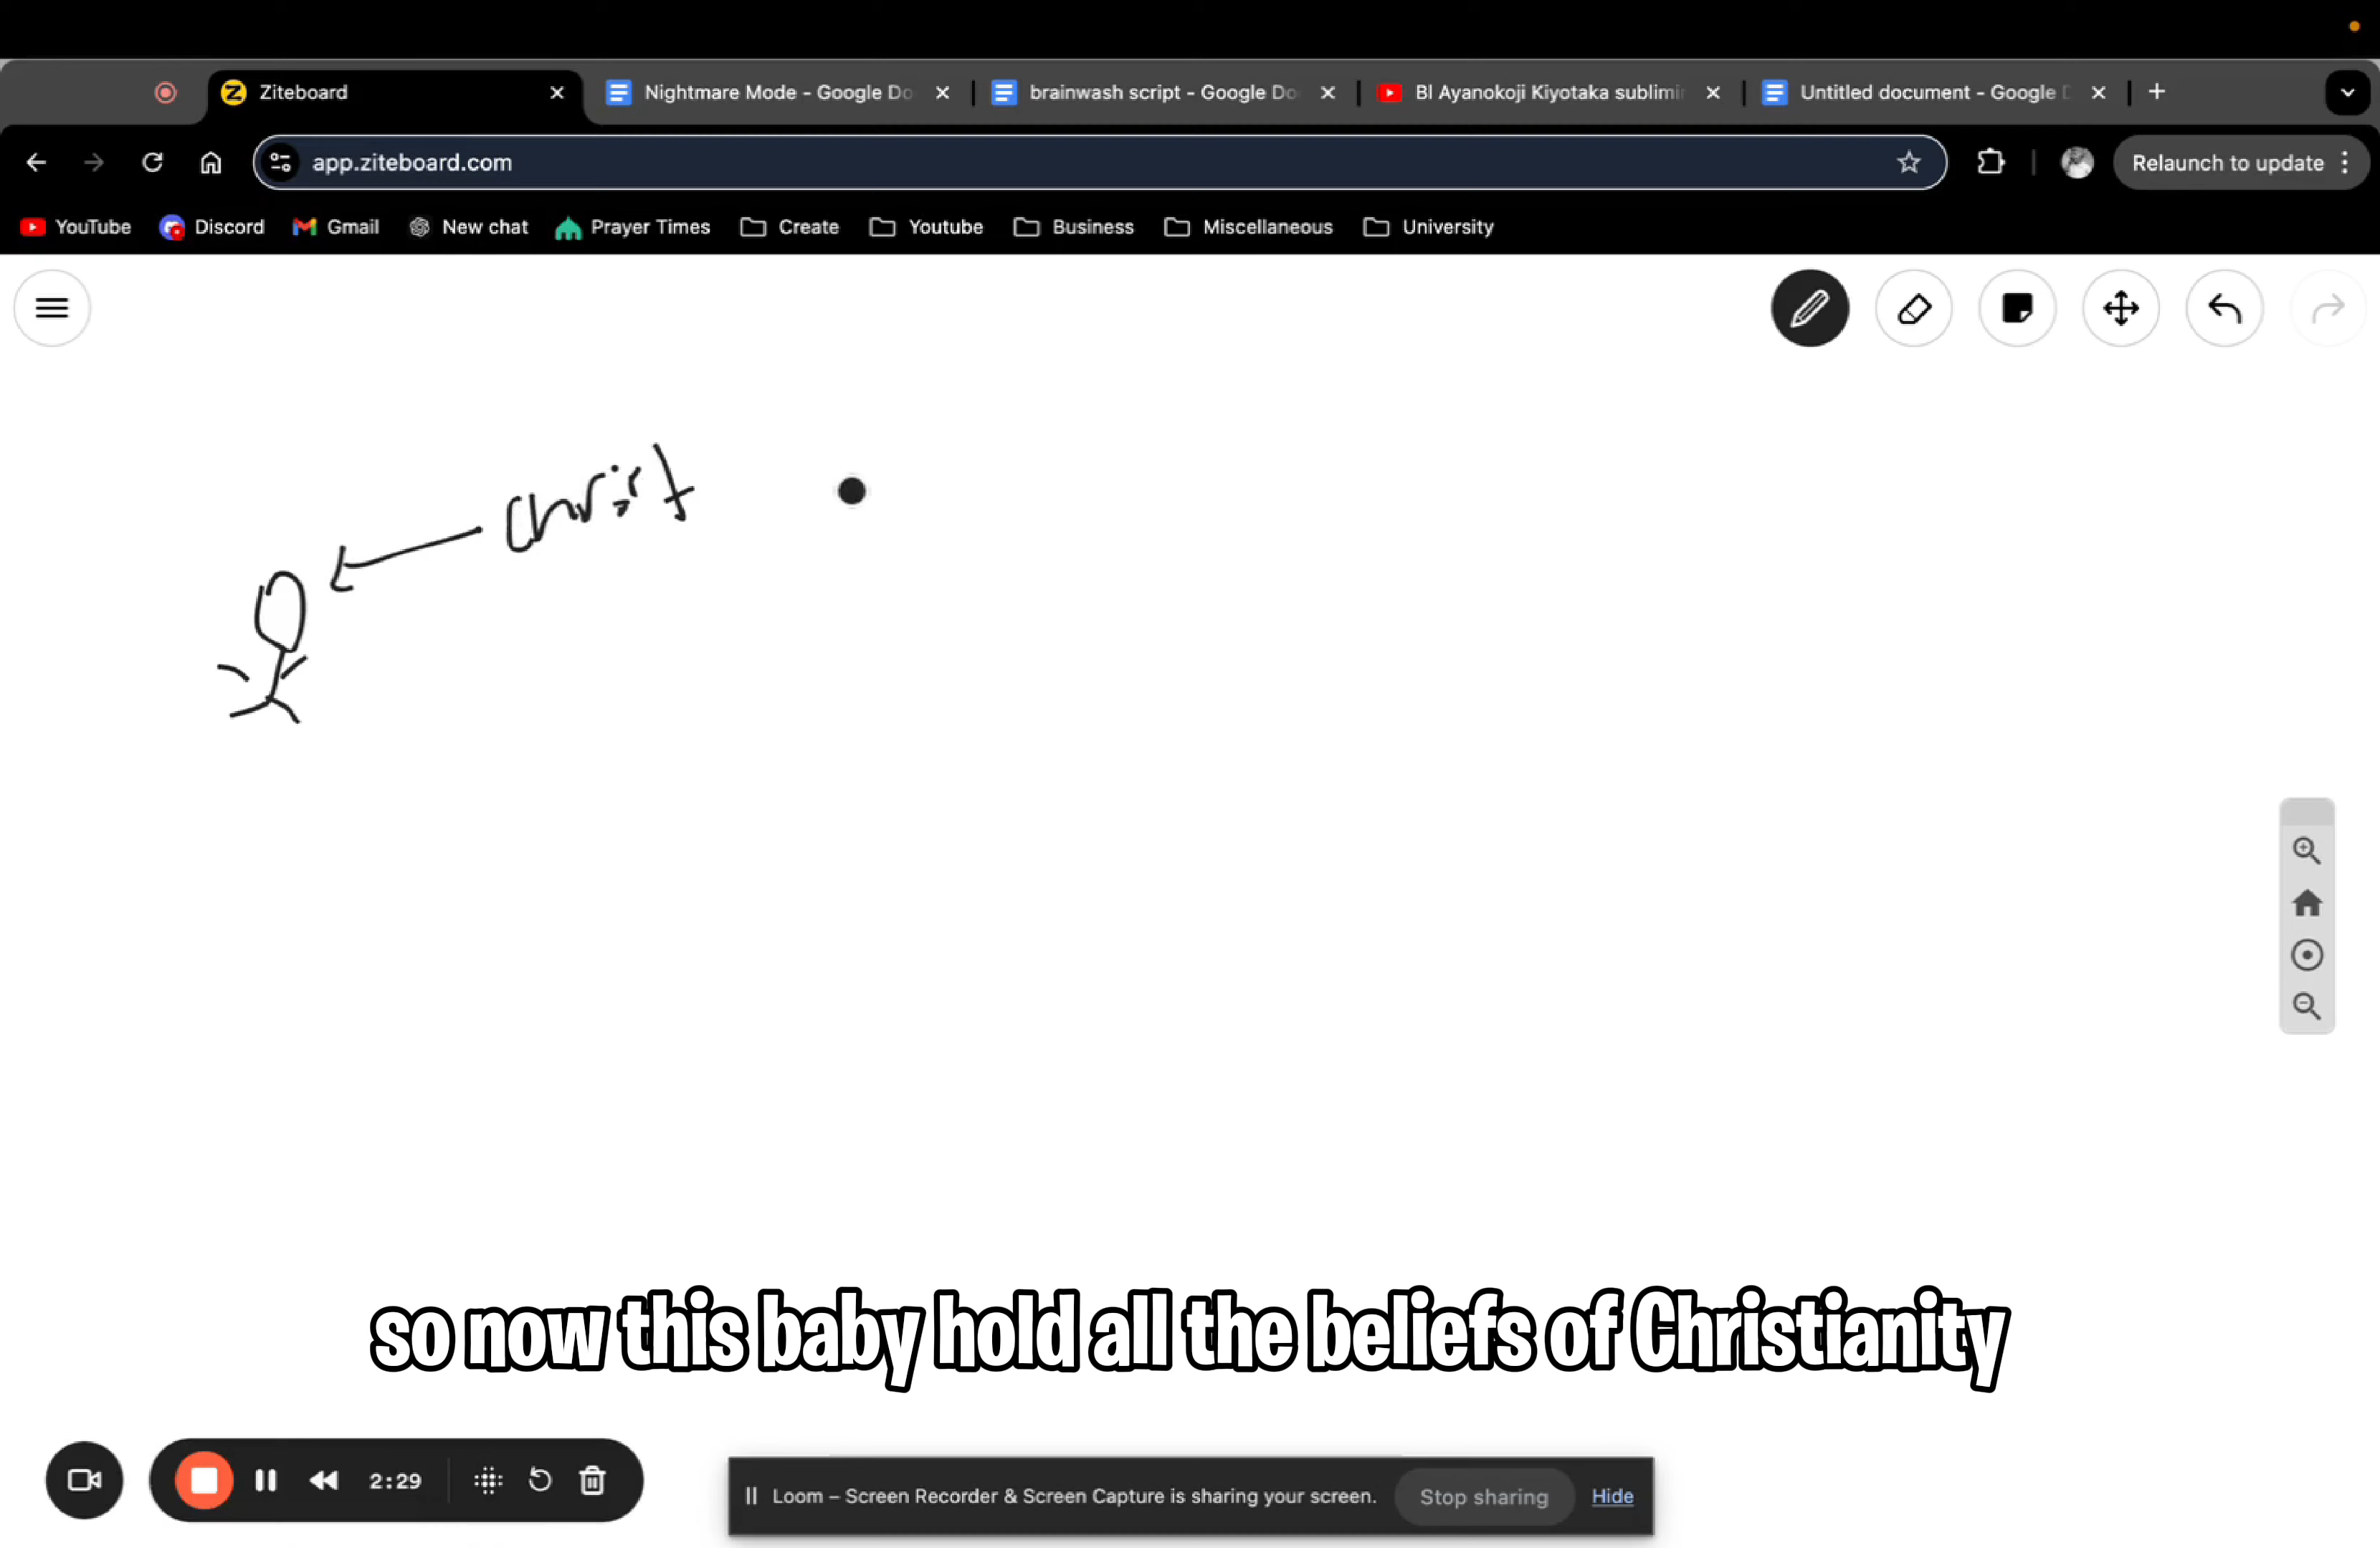 Ziteboard
Nightmare Mode - Google Do
brainwash script - Google Do
BI Ayanokoji Kiyotaka sublimir
Untitled document - Google D
app.ziteboard.com
Relaunch to update
YouTube
Discord
Gmail
New chat
Prayer Times
Create
Youtube
Business
Miscellaneous
University
Christ
so now this baby hold all the beliefs of Christianity
2:29
Loom – Screen Recorder & Screen Capture is sharing your screen.
Stop sharing
Hide